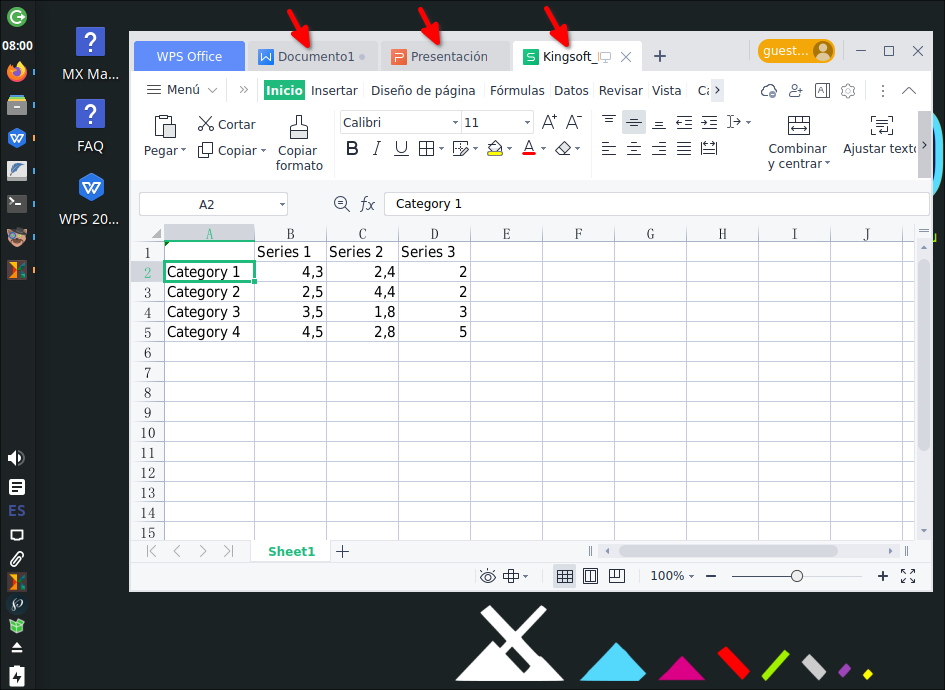 08:00
MX Ma...
FAQ
WPS 20...
ES
WPS Office
Documento1
Presentación
Kingsoft_
guest...
Menú
Inicio
Insertar
Diseño de página
Fórmulas
Datos
Revisar
Vista
Pegar
Cortar
Copiar
Copiar
formato
Calibri
11
Combinar
y centrar
Ajustar texto
A2
fx
Category 1
A B C D E F G H I J
1 Series 1 Series 2 Series 3
2 Category 1 4,3 2,4 2
3 Category 2 2,5 4,4 2
4 Category 3 3,5 1,8 3
5 Category 4 4,5 2,8 5
6
7
8
9
10
11
12
13
14
15
Sheet1
100%